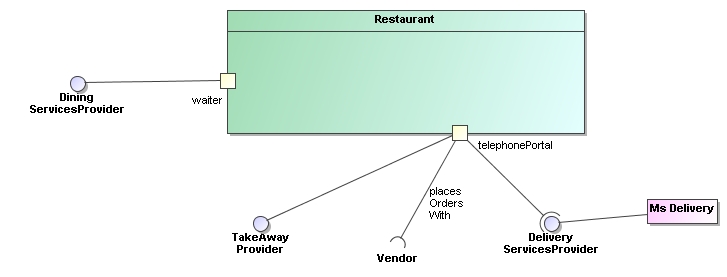 Restaurant
Dining
ServicesProvider
waiter
telephonePortal
places
Orders
With
Ms Delivery
TakeAway
Provider
Vendor
Delivery
ServicesProvider